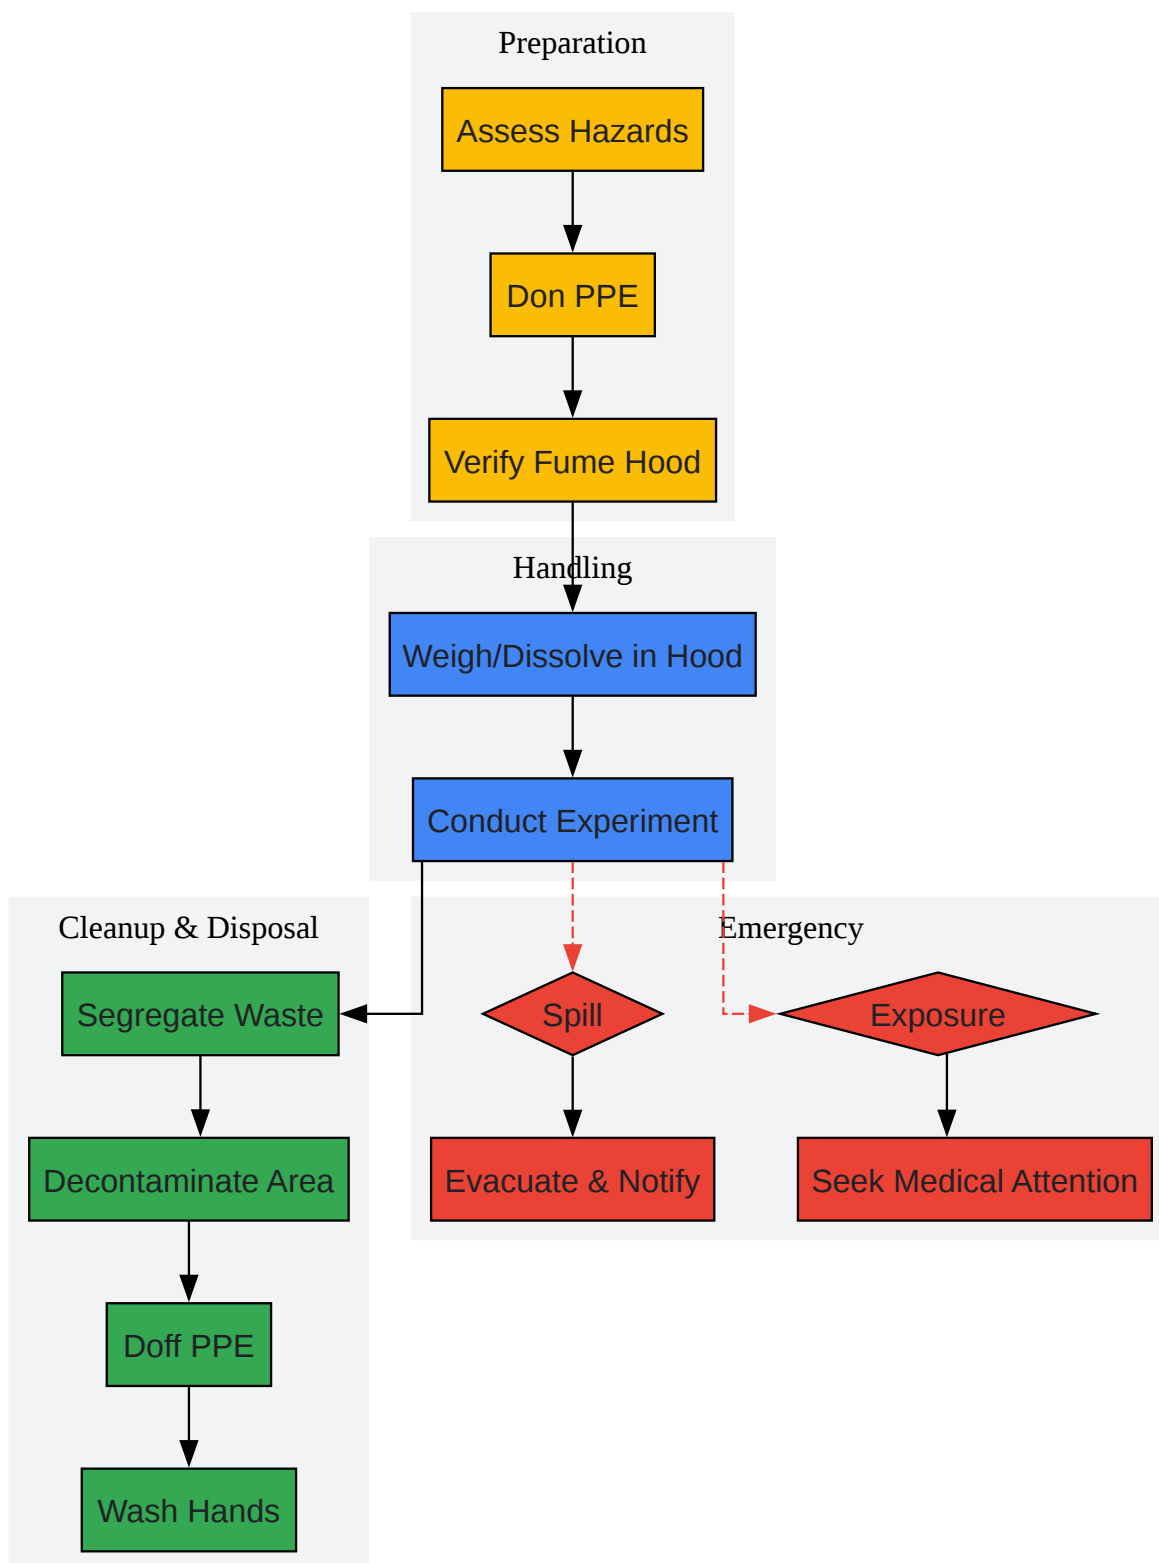 Preparation
Assess Hazards
Don PPE
Verify Fume Hood
Handling
Weigh/Dissolve in Hood
Conduct Experiment
Cleanup & Disposal
Segregate Waste
Decontaminate Area
Doff PPE
Wash Hands
Emergency
Spill
Exposure
Evacuate & Notify
Seek Medical Attention